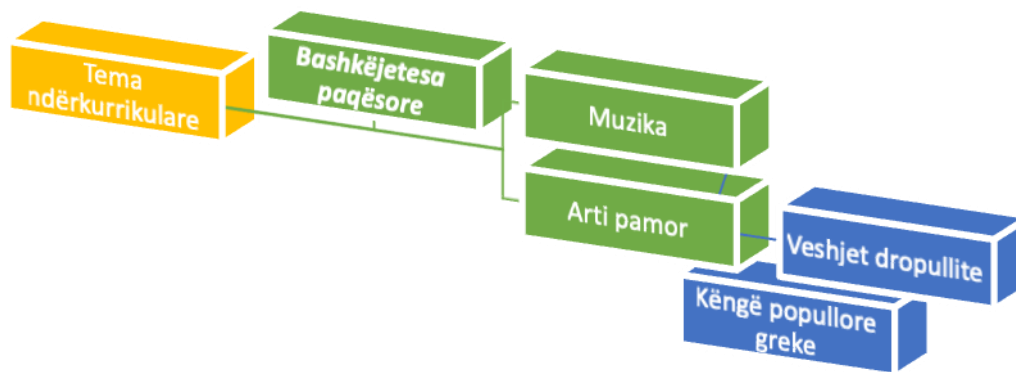 Tema
ndërkurrikulare
Bashkëjetesa
paqësore
Muzika
Arti pamor
Veshjet dropullite
Këngë popullore
greke